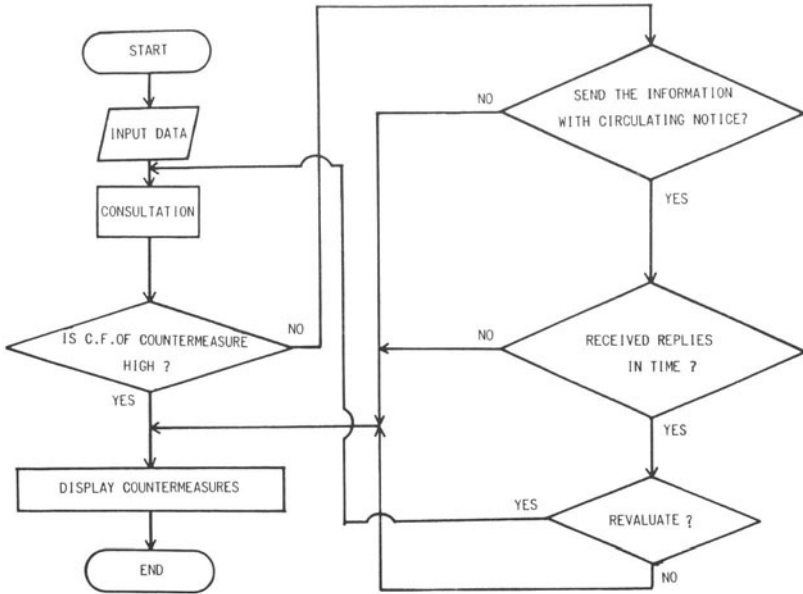 START
INPUT DATA
CONSULTATION
IS C.F.OF COUNTERMEASURE
HIGH ?
NO
YES
DISPLAY COUNTERMEASURES
END
SEND THE INFORMATION
WITH CIRCULATING NOTICE?
NO
YES
RECEIVED REPLIES
IN TIME ?
NO
YES
REVALUATE ?
YES
NO